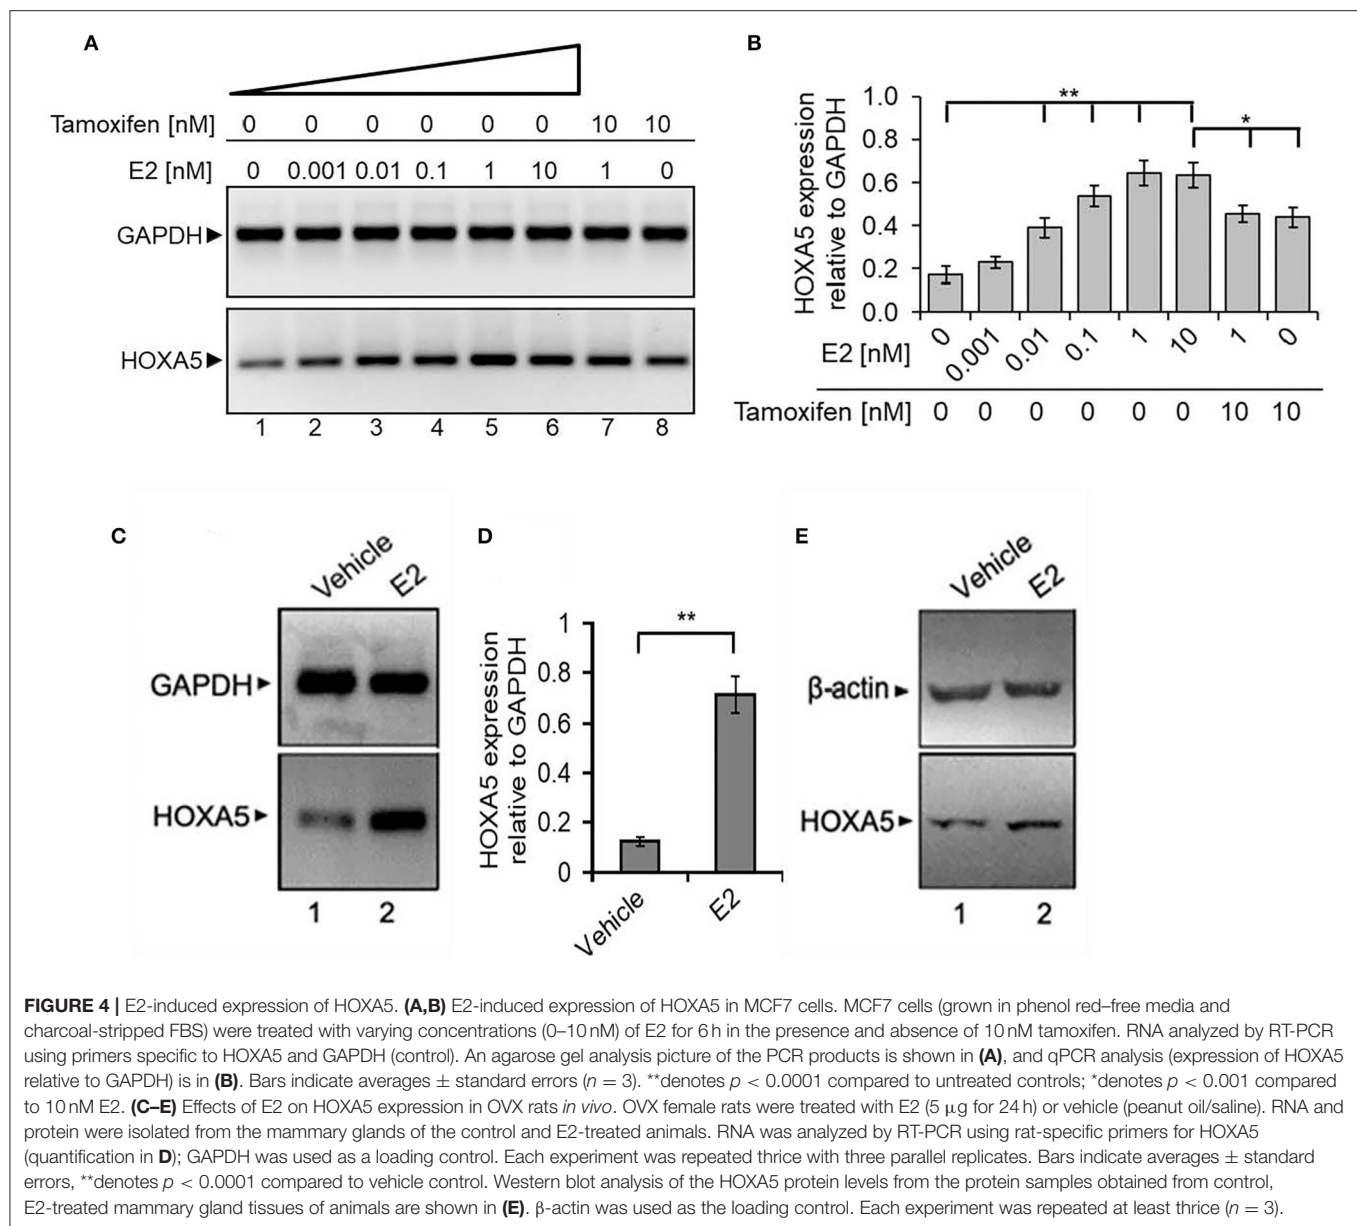 A
Tamoxifen [nM] 0 0 0 0 0 0 10 10
E2 [nM] 0 0.001 0.01 0.1 1 10 1 0
GAPDH
HOXA5
1 2 3 4 5 6 7 8
B
HOXA5 expression
relative to GAPDH
1.0
0.8
0.6
0.4
0.2
0.0
**
*
E2 [nM] 0 0.001 0.01 0.1 1 10 1 0
Tamoxifen [nM] 0 0 0 0 0 0 10 10
C
Vehicle E2
GAPDH
HOXA5
1 2
D
HOXA5 expression
relative to GAPDH
1
0.8
0.6
0.4
0.2
0
**
Vehicle E2
E
Vehicle E2
β-actin
HOXA5
1 2
FIGURE 4 | E2-induced expression of HOXA5. (A,B) E2-induced expression of HOXA5 in MCF7 cells. MCF7 cells (grown in phenol red–free media and
charcoal-stripped FBS) were treated with varying concentrations (0–10 nM) of E2 for 6 h in the presence and absence of 10 nM tamoxifen. RNA analyzed by RT-PCR
using primers specific to HOXA5 and GAPDH (control). An agarose gel analysis picture of the PCR products is shown in (A), and qPCR analysis (expression of HOXA5
relative to GAPDH) is in (B). Bars indicate averages ± standard errors (n = 3). **denotes p < 0.0001 compared to untreated controls; *denotes p < 0.001 compared
to 10 nM E2. (C–E) Effects of E2 on HOXA5 expression in OVX rats in vivo. OVX female rats were treated with E2 (5 μg for 24 h) or vehicle (peanut oil/saline). RNA and
protein were isolated from the mammary glands of the control and E2-treated animals. RNA was analyzed by RT-PCR using rat-specific primers for HOXA5
(quantification in D); GAPDH was used as a loading control. Each experiment was repeated thrice with three parallel replicates. Bars indicate averages ± standard
errors, **denotes p < 0.0001 compared to vehicle control. Western blot analysis of the HOXA5 protein levels from the protein samples obtained from control,
E2-treated mammary gland tissues of animals are shown in (E). β-actin was used as the loading control. Each experiment was repeated at least thrice (n = 3).